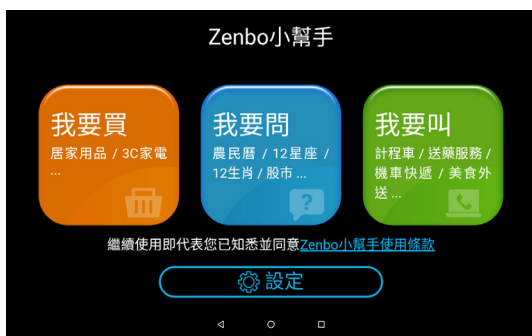 Zenbo小幫手
我要買
居家用品 / 3C家電
...
我要問
農民曆 / 12星座 /
12生肖 / 股市 ...
我要叫
計程車 / 送藥服務 /
機車快遞 / 美食外
送 ...
繼續使用即代表您已知悉並同意Zenbo小幫手使用條款
設定